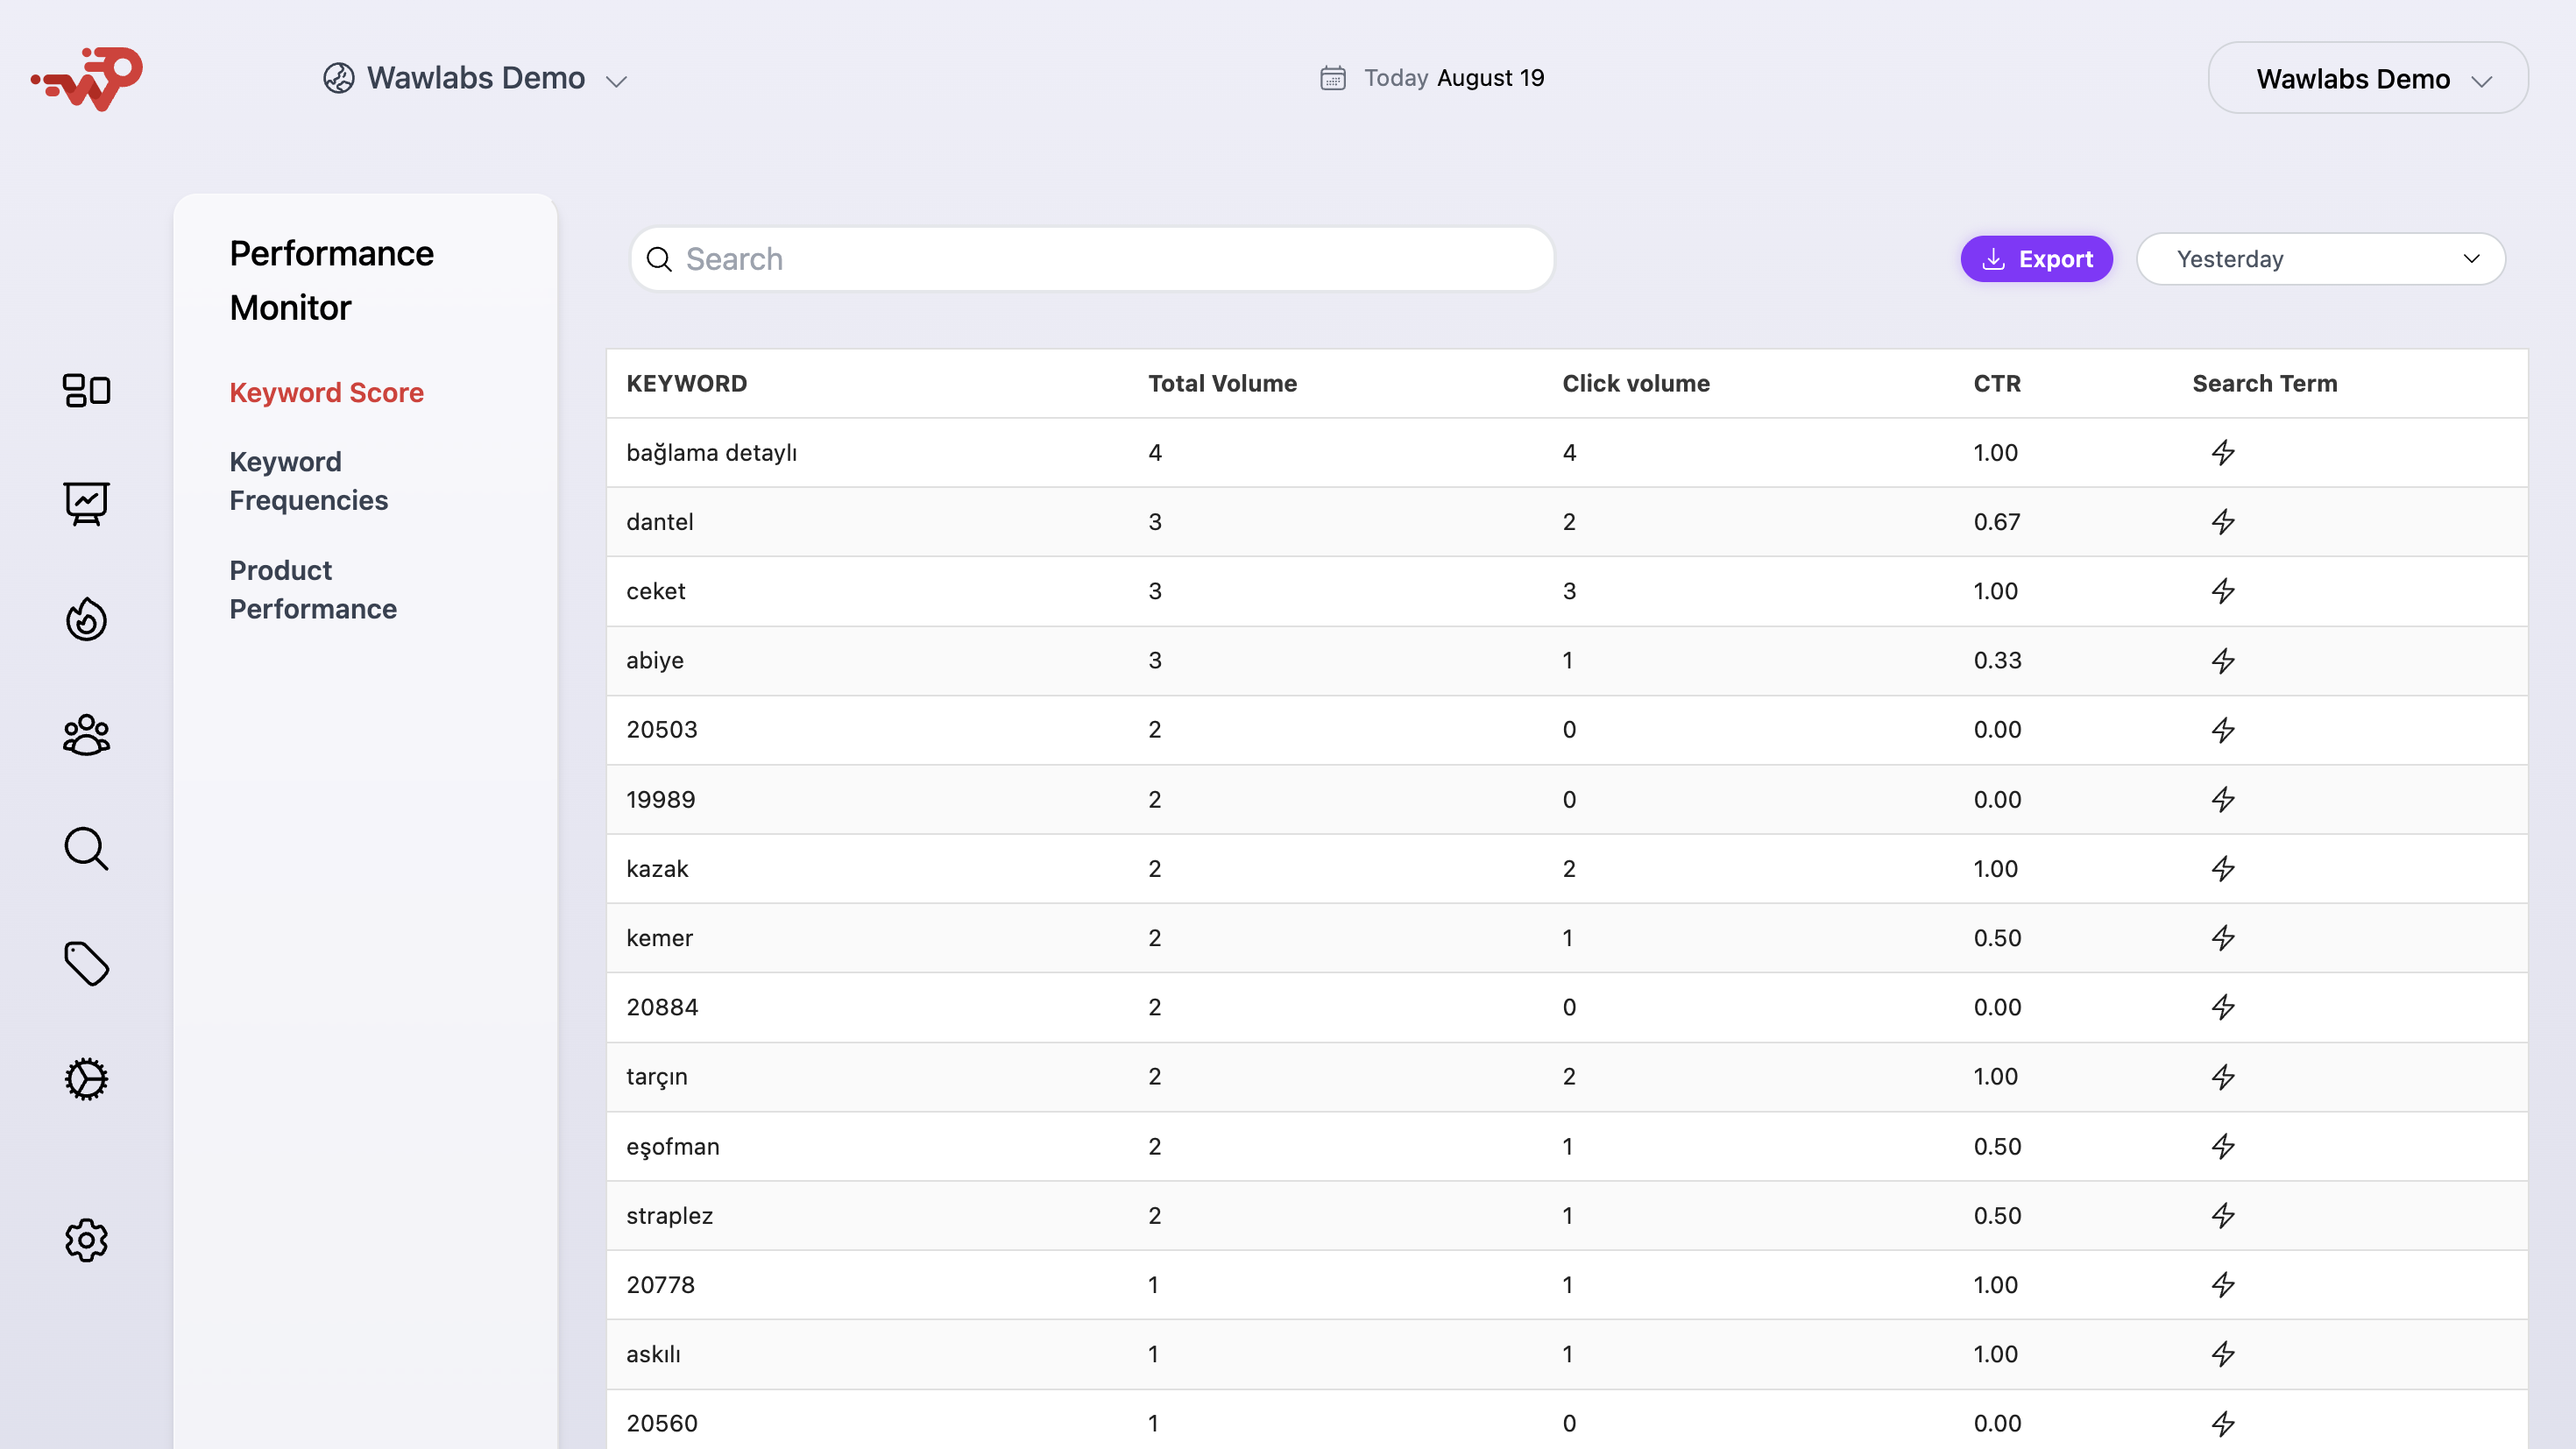 Wawlabs Demo
Today August 19
Wawlabs Demo
Performance
Monitor
Keyword Score
Keyword
Frequencies
Product
Performance
Search
Export
Yesterday
KEYWORD Total Volume Click volume CTR Search Term
bağlama detaylı 4 4 1.00
dantel 3 2 0.67
ceket 3 3 1.00
abiye 3 1 0.33
20503 2 0 0.00
19989 2 0 0.00
kazak 2 2 1.00
kemer 2 1 0.50
20884 2 0 0.00
tarçın 2 2 1.00
eşofman 2 1 0.50
straplez 2 1 0.50
20778 1 1 1.00
askılı 1 1 1.00
20560 1 0 0.00